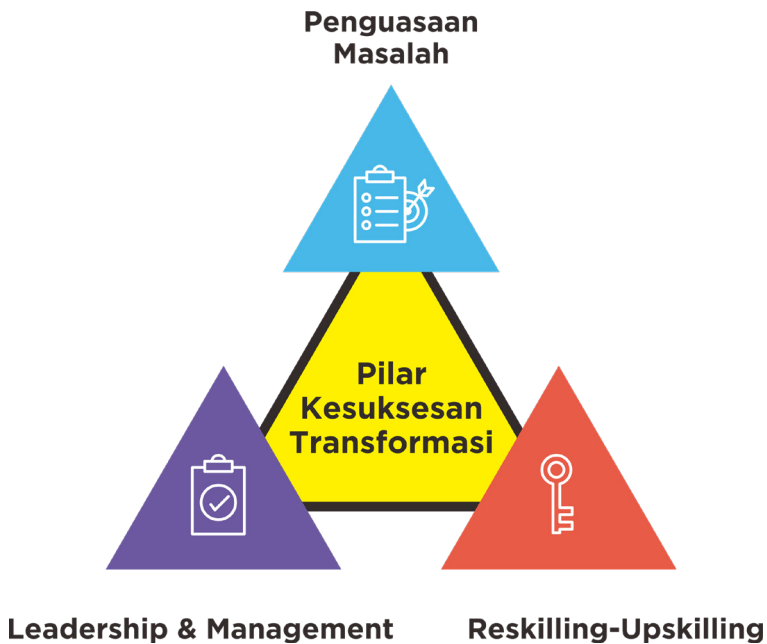 Penguasaan
Masalah
Pilar
Kesuksesan
Transformasi
Leadership & Management
Reskilling-Upskilling